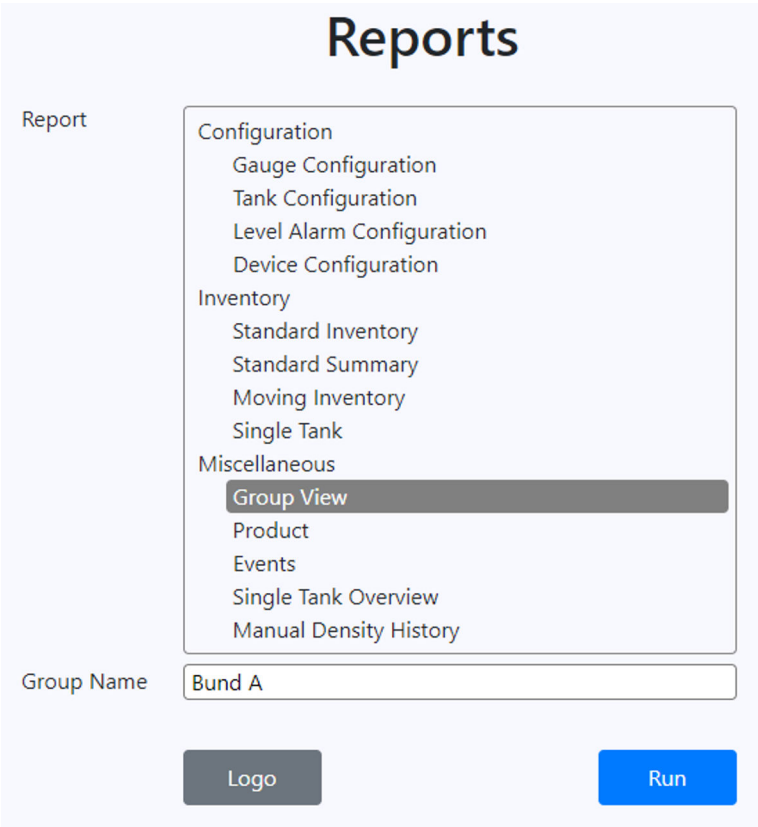 Reports
Report
Configuration
Gauge Configuration
Tank Configuration
Level Alarm Configuration
Device Configuration
Inventory
Standard Inventory
Standard Summary
Moving Inventory
Single Tank
Miscellaneous
Group View
Product
Events
Single Tank Overview
Manual Density History
Group Name
Bund A
Logo
Run